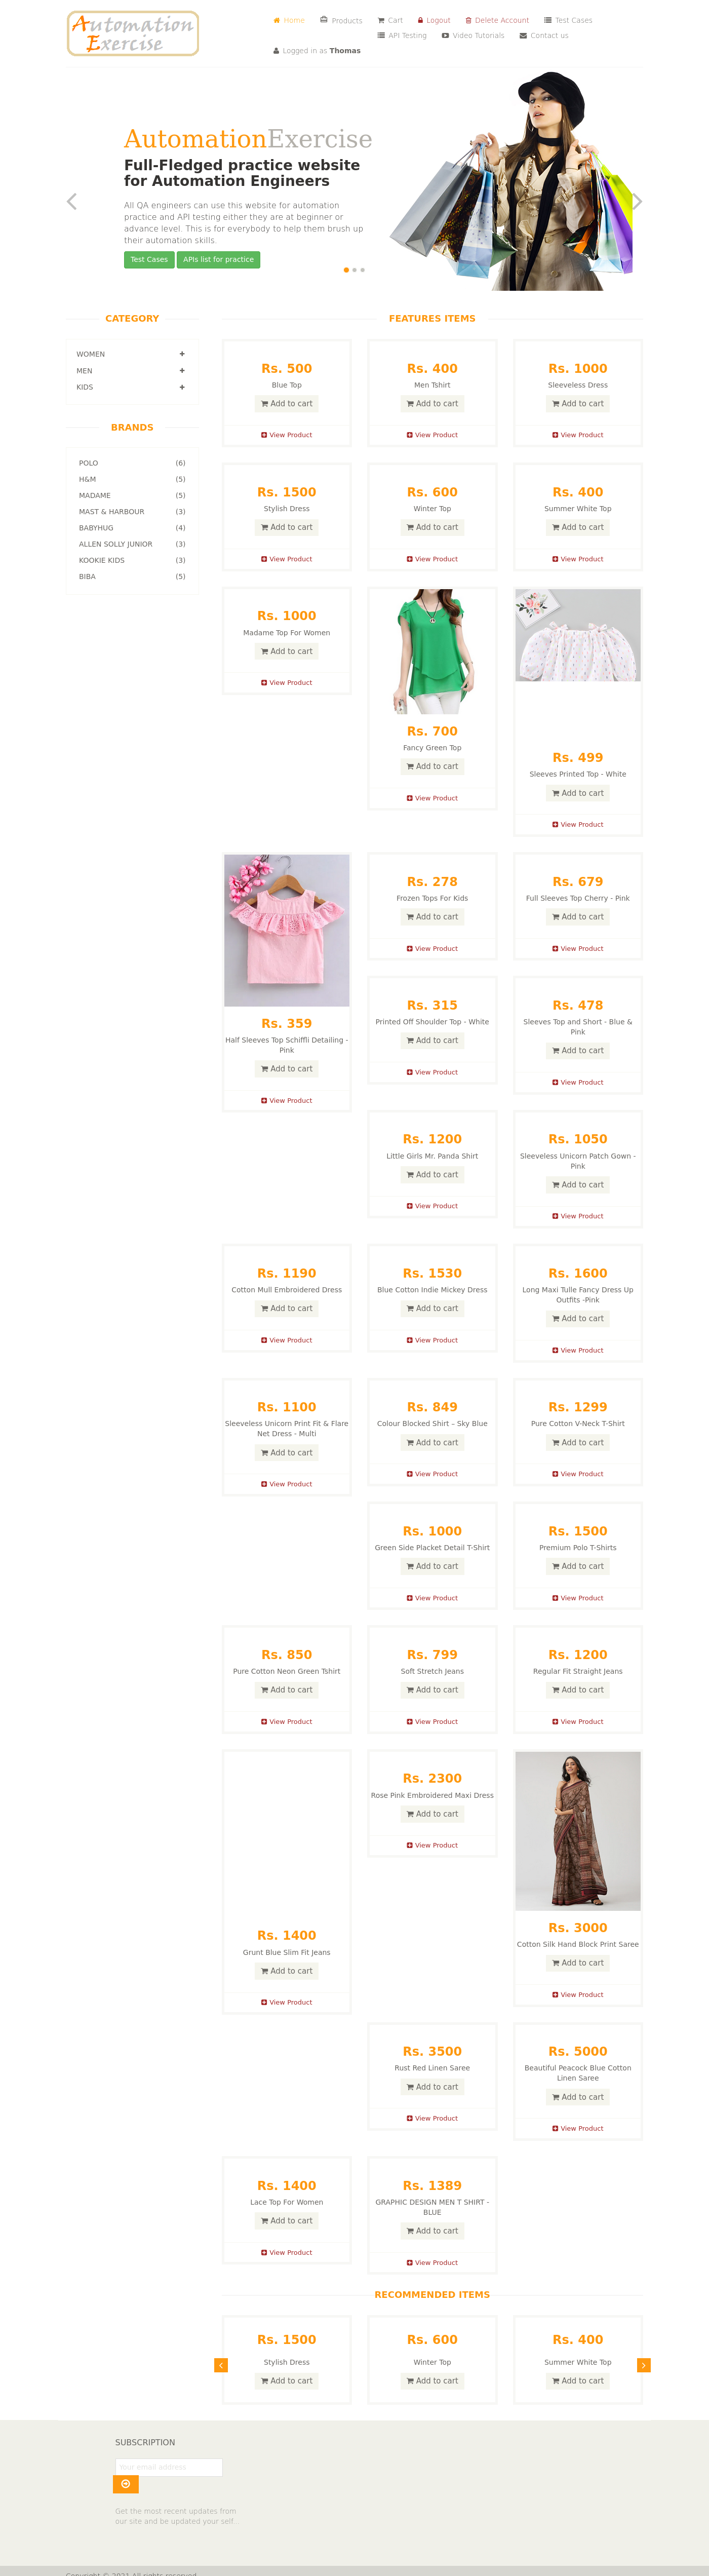 Automation
Exercise
Home
Products
Cart
Logout
Delete Account
Test Cases
API Testing
Video Tutorials
Contact us
Logged in as Thomas
AutomationExercise
Full-Fledged practice website
for Automation Engineers
All QA engineers can use this website for automation
practice and API testing either they are at beginner or
advance level. This is for everybody to help them brush up
their automation skills.
Test Cases
APIs list for practice
CATEGORY
WOMEN
MEN
KIDS
BRANDS
POLO (6)
H&M (5)
MADAME (5)
MAST & HARBOUR (3)
BABYHUG (4)
ALLEN SOLLY JUNIOR (3)
KOOKIE KIDS (3)
BIBA (5)
FEATURES ITEMS
Rs. 500
Blue Top
Add to cart
View Product
Rs. 400
Men Tshirt
Add to cart
View Product
Rs. 1000
Sleeveless Dress
Add to cart
View Product
Rs. 1500
Stylish Dress
Add to cart
View Product
Rs. 600
Winter Top
Add to cart
View Product
Rs. 400
Summer White Top
Add to cart
View Product
Rs. 1000
Madame Top For Women
Add to cart
View Product
Rs. 700
Fancy Green Top
Add to cart
View Product
Rs. 499
Sleeves Printed Top - White
Add to cart
View Product
Rs. 359
Half Sleeves Top Schiffli Detailing -
Pink
Add to cart
View Product
Rs. 278
Frozen Tops For Kids
Add to cart
View Product
Rs. 679
Full Sleeves Top Cherry - Pink
Add to cart
View Product
Rs. 315
Printed Off Shoulder Top - White
Add to cart
View Product
Rs. 478
Sleeves Top and Short - Blue &
Pink
Add to cart
View Product
Rs. 1200
Little Girls Mr. Panda Shirt
Add to cart
View Product
Rs. 1050
Sleeveless Unicorn Patch Gown -
Pink
Add to cart
View Product
Rs. 1190
Cotton Mull Embroidered Dress
Add to cart
View Product
Rs. 1530
Blue Cotton Indie Mickey Dress
Add to cart
View Product
Rs. 1600
Long Maxi Tulle Fancy Dress Up
Outfits -Pink
Add to cart
View Product
Rs. 1100
Sleeveless Unicorn Print Fit & Flare
Net Dress - Multi
Add to cart
View Product
Rs. 849
Colour Blocked Shirt – Sky Blue
Add to cart
View Product
Rs. 1299
Pure Cotton V-Neck T-Shirt
Add to cart
View Product
Rs. 1000
Green Side Placket Detail T-Shirt
Add to cart
View Product
Rs. 1500
Premium Polo T-Shirts
Add to cart
View Product
Rs. 850
Pure Cotton Neon Green Tshirt
Add to cart
View Product
Rs. 799
Soft Stretch Jeans
Add to cart
View Product
Rs. 1200
Regular Fit Straight Jeans
Add to cart
View Product
Rs. 1400
Grunt Blue Slim Fit Jeans
Add to cart
View Product
Rs. 2300
Rose Pink Embroidered Maxi Dress
Add to cart
View Product
Rs. 3000
Cotton Silk Hand Block Print Saree
Add to cart
View Product
Rs. 3500
Rust Red Linen Saree
Add to cart
View Product
Rs. 5000
Beautiful Peacock Blue Cotton
Linen Saree
Add to cart
View Product
Rs. 1400
Lace Top For Women
Add to cart
View Product
Rs. 1389
GRAPHIC DESIGN MEN T SHIRT -
BLUE
Add to cart
View Product
RECOMMENDED ITEMS
Rs. 1500
Stylish Dress
Add to cart
Rs. 600
Winter Top
Add to cart
Rs. 400
Summer White Top
Add to cart
SUBSCRIPTION
Your email address
Get the most recent updates from
our site and be updated your self...
Copyright © 2021 All rights reserved